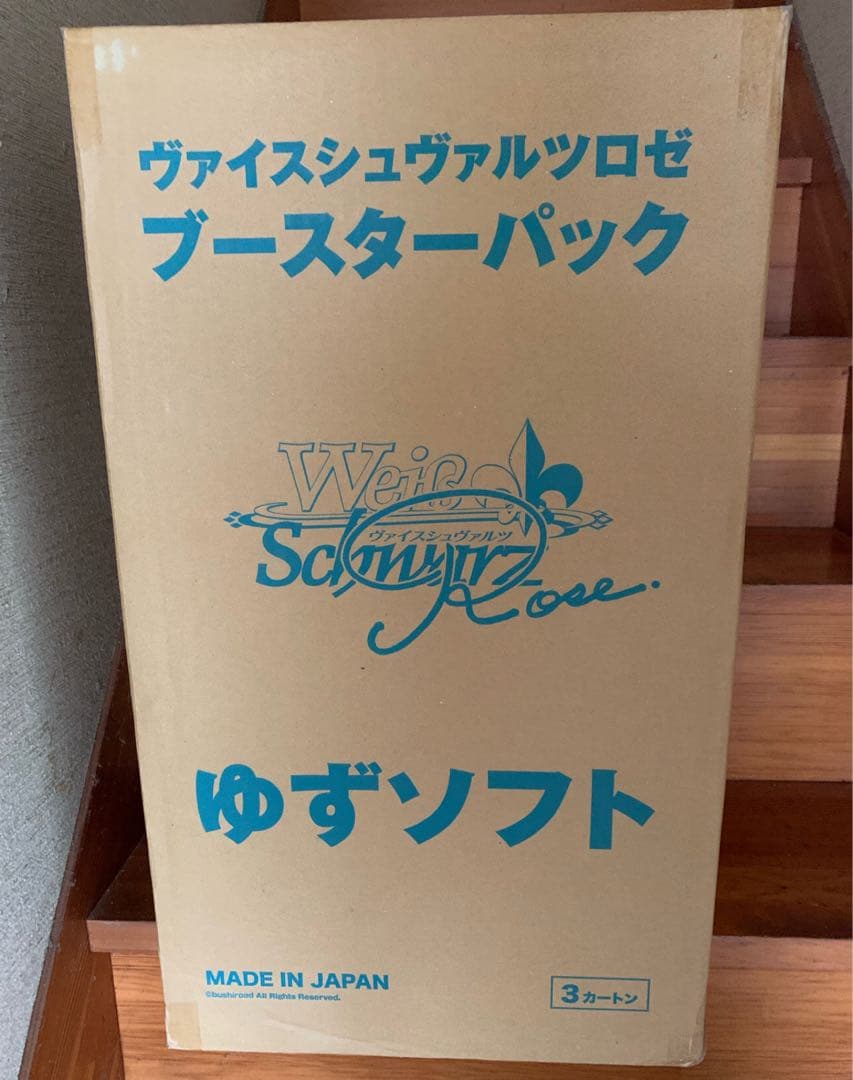 ヴァイスシュヴァルツロゼ
ブースターパック
Weiß
ヴァイスシュヴァルツ
Schwarz
Rose.
ゆずソフト
MADE IN JAPAN
©bushiroad All Rights Reserved.
3カートン